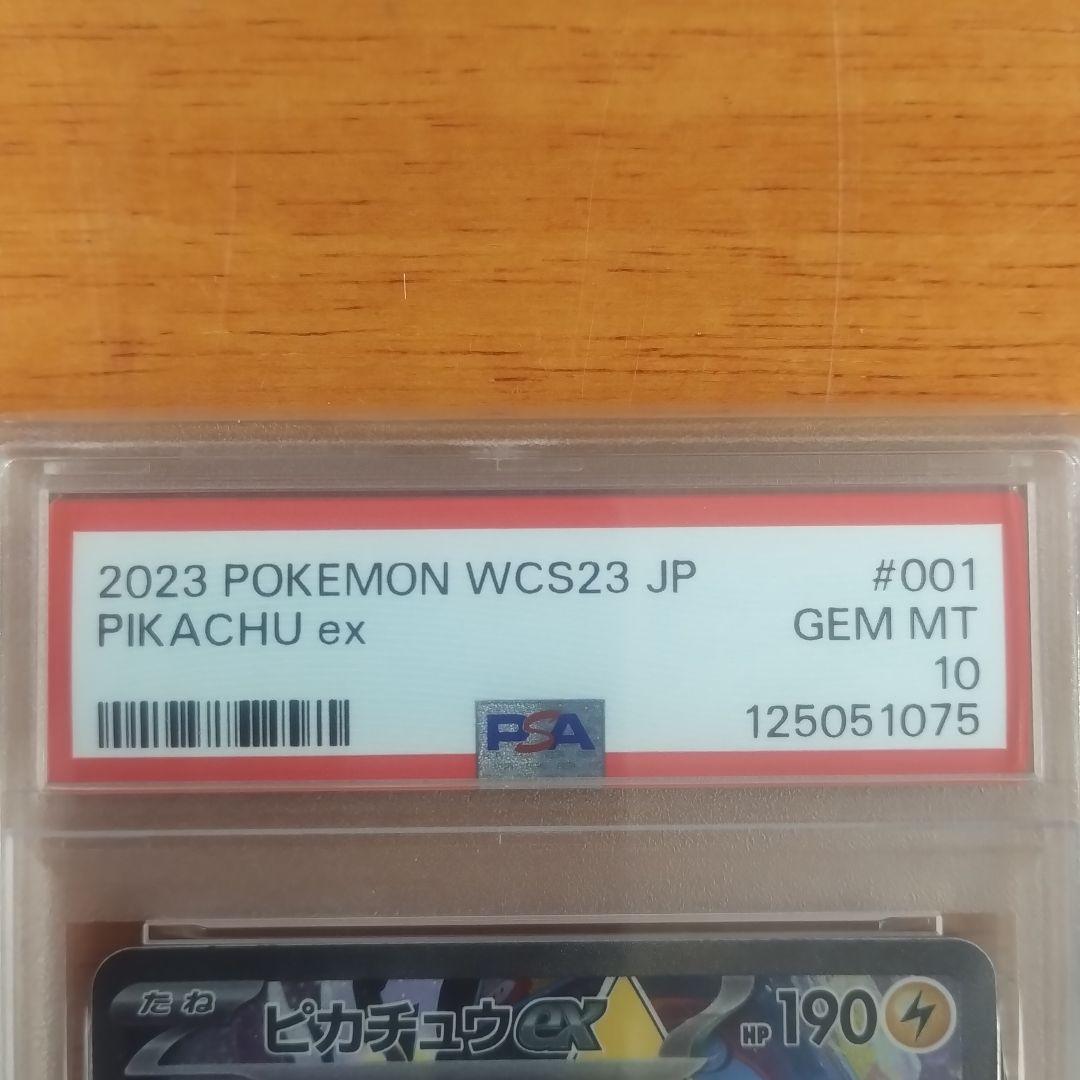 2023 POKEMON WCS23 JP #001
PIKACHU ex GEM MT
10
PSA 125051075
たね ピカチュウex HP 190